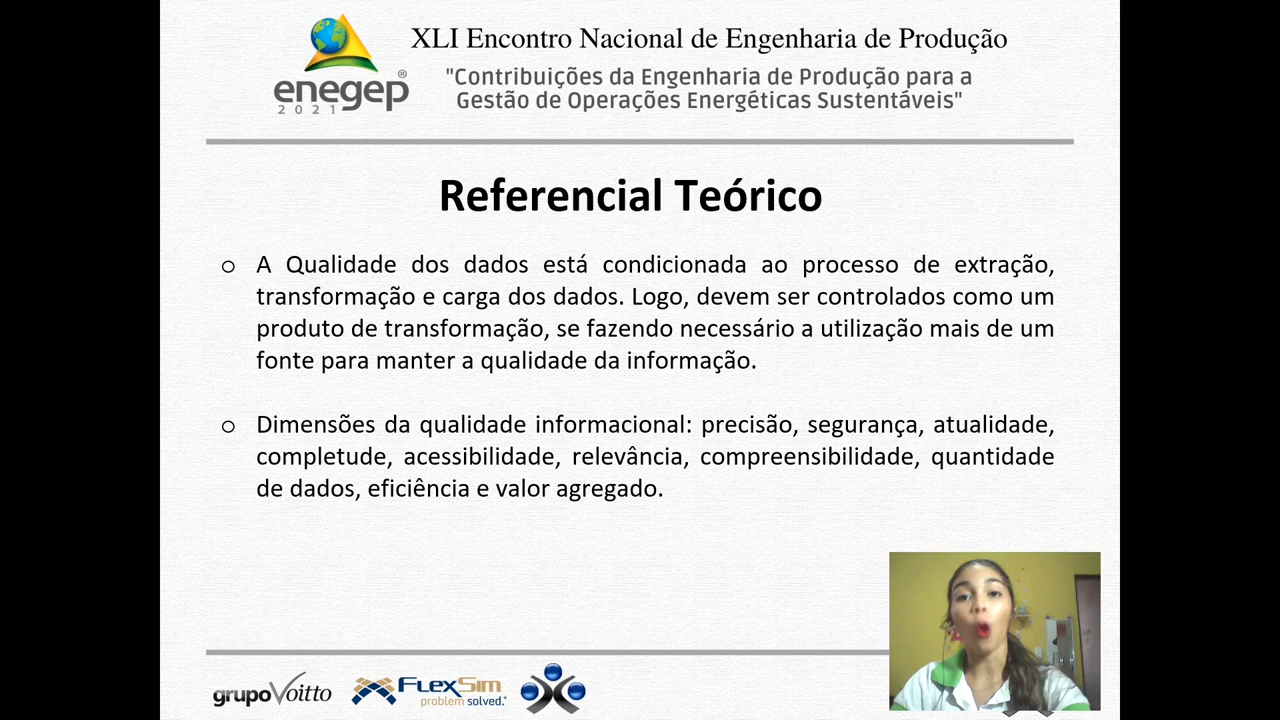 XLI Encontro Nacional de Engenharia de Produção
"Contribuições da Engenharia de Produção para a
Gestão de Operações Energéticas Sustentáveis"
enegep®
2021
Referencial Teórico
A Qualidade dos dados está condicionada ao processo de extração,
transformação e carga dos dados. Logo, devem ser controlados como um
produto de transformação, se fazendo necessário a utilização mais de um
fonte para manter a qualidade da informação.
Dimensões da qualidade informacional: precisão, segurança, atualidade,
completude, acessibilidade, relevância, compreensibilidade, quantidade
de dados, eficiência e valor agregado.
grupoVoitto
FLEXSIM
problem solved.®